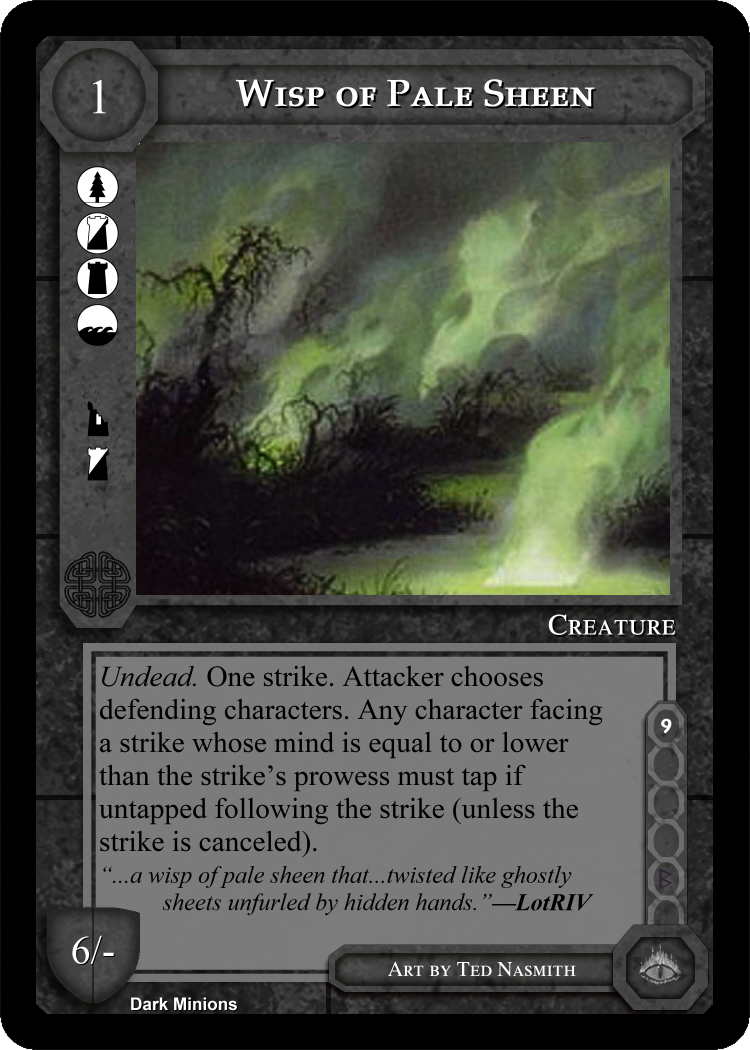 1
Wisp of Pale Sheen
Creature
Undead. One strike. Attacker chooses
defending characters. Any character facing
a strike whose mind is equal to or lower
than the strike’s prowess must tap if
untapped following the strike (unless the
strike is canceled).
“...a wisp of pale sheen that...twisted like ghostly
sheets unfurled by hidden hands.”—LotRIV
9
B
6/-
Art by Ted Nasmith
Dark Minions